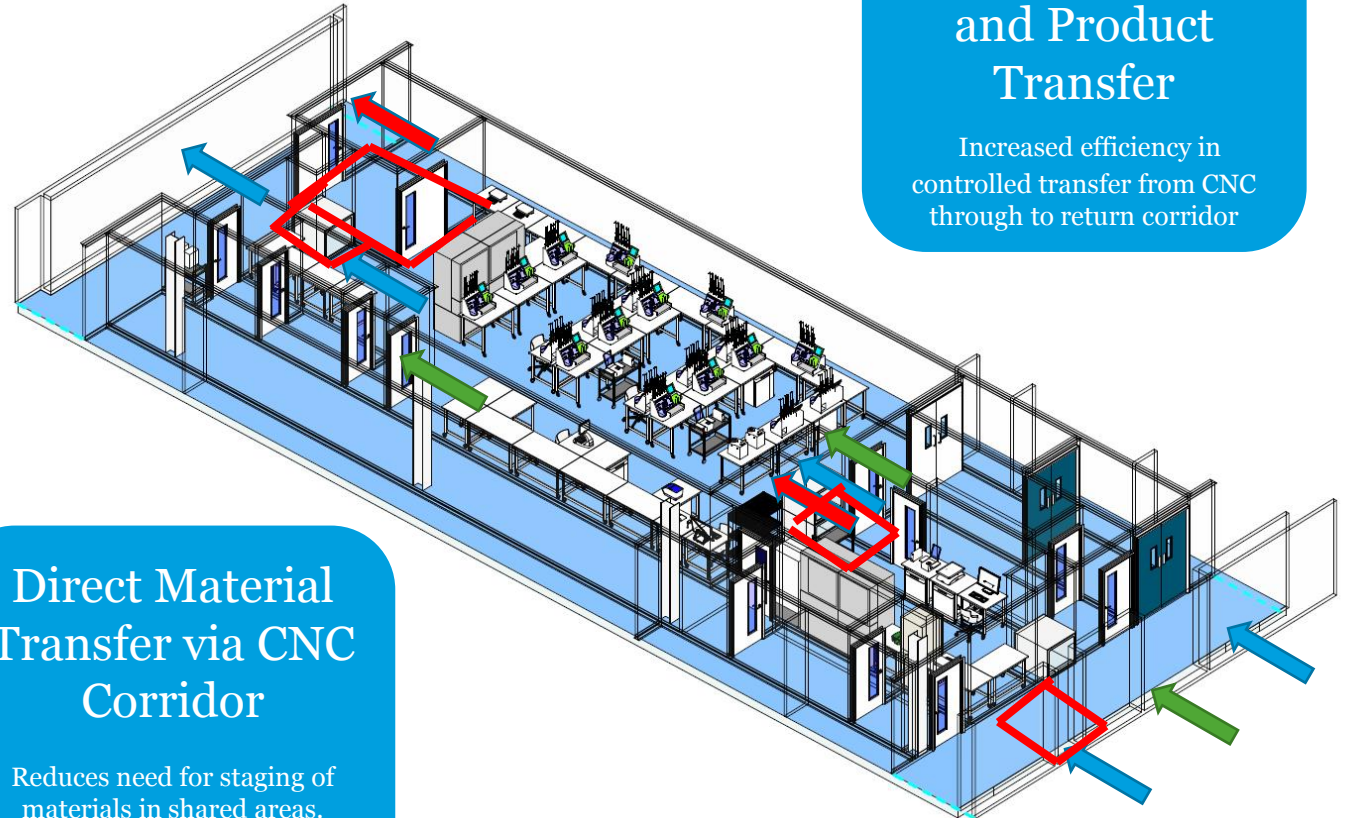 and Product
Transfer
Increased efficiency in
controlled transfer from CNC
through to return corridor
Direct Material
Transfer via CNC
Corridor
Reduces need for staging of
materials in shared areas.